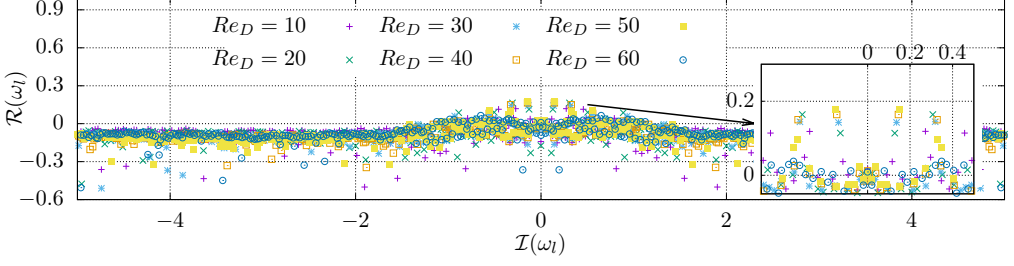 0.9
0.6
0.3
0
−0.3
−0.6
ℛ(ω_l)
Re_D = 10
Re_D = 30
Re_D = 50
Re_D = 20
Re_D = 40
Re_D = 60
0 0.2 0.4
0.2
0
−4 −2 0 2 4
ℐ(ω_l)